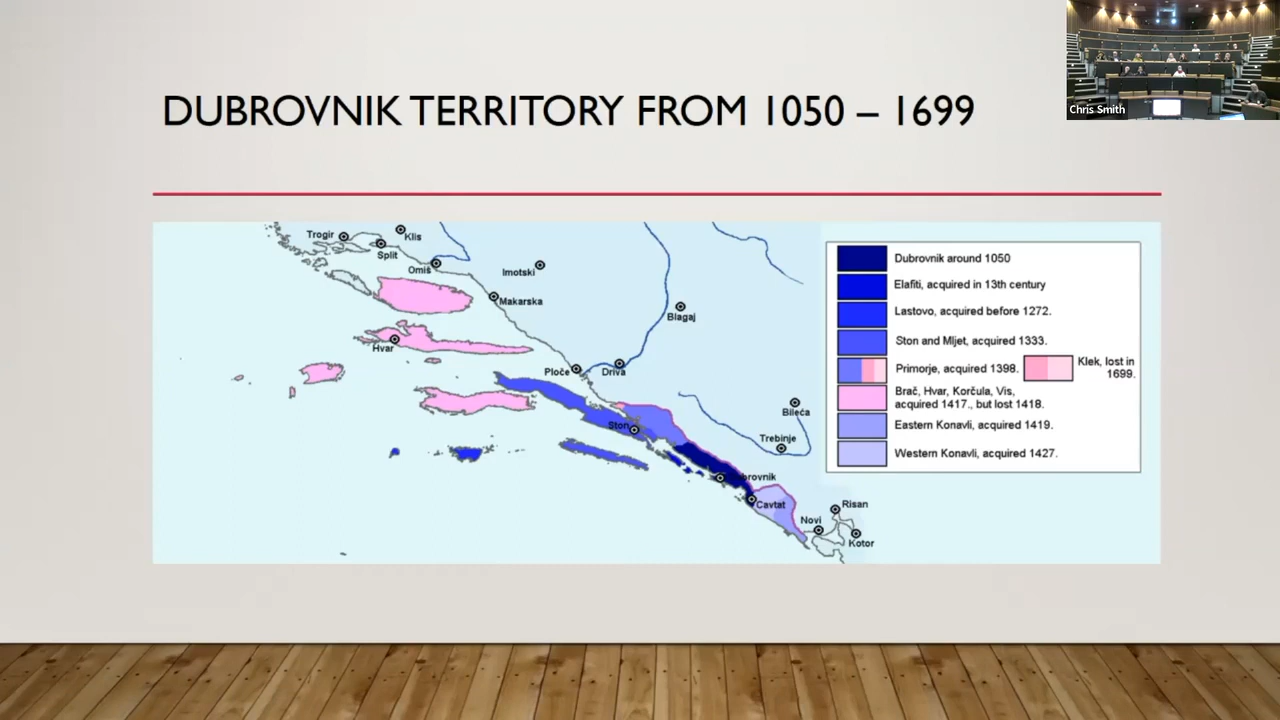 DUBROVNIK TERRITORY FROM 1050 – 1699
Chris Smith
Trogir
Klis
Split
Omiš
Imotski
Makarska
Blagaj
Hvar
Ploče
Driva
Bileća
Ston
Trebinje
brovnik
Cavtat
Risan
Novi
Kotor
Dubrovnik around 1050
Elafiti, acquired in 13th century
Lastovo, acquired before 1272.
Ston and Mljet, acquired 1333.
Primorje, acquired 1398.
Klek, lost in
1699.
Brač, Hvar, Korčula, Vis,
acquired 1417., but lost 1418.
Eastern Konavli, acquired 1419.
Western Konavli, acquired 1427.